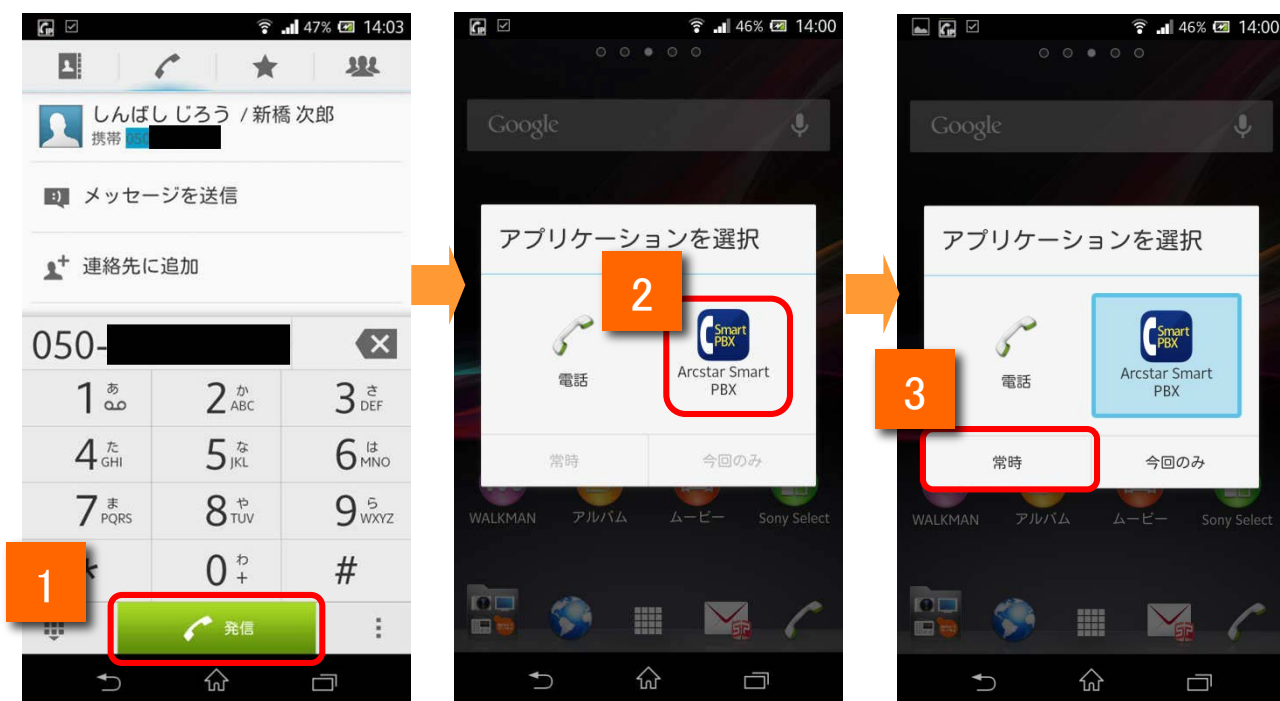 47% 14:03
しんばし じろう / 新橋 次郎
携帯 050
メッセージを送信
連絡先に追加
050-
1 あ
2 か ABC
3 さ DEF
4 た GHI
5 な JKL
6 は MNO
7 ま PQRS
8 や TUV
9 ら WXYZ
0 わ +
#
1
発信
46% 14:00
Google
アプリケーションを選択
2
電話
Smart PBX
Arcstar Smart
PBX
常時 今回のみ
WALKMAN アルバム ムービー Sony Select
46% 14:00
Google
アプリケーションを選択
電話
Smart PBX
Arcstar Smart
PBX
3
常時 今回のみ
WALKMAN アルバム ムービー Sony Select